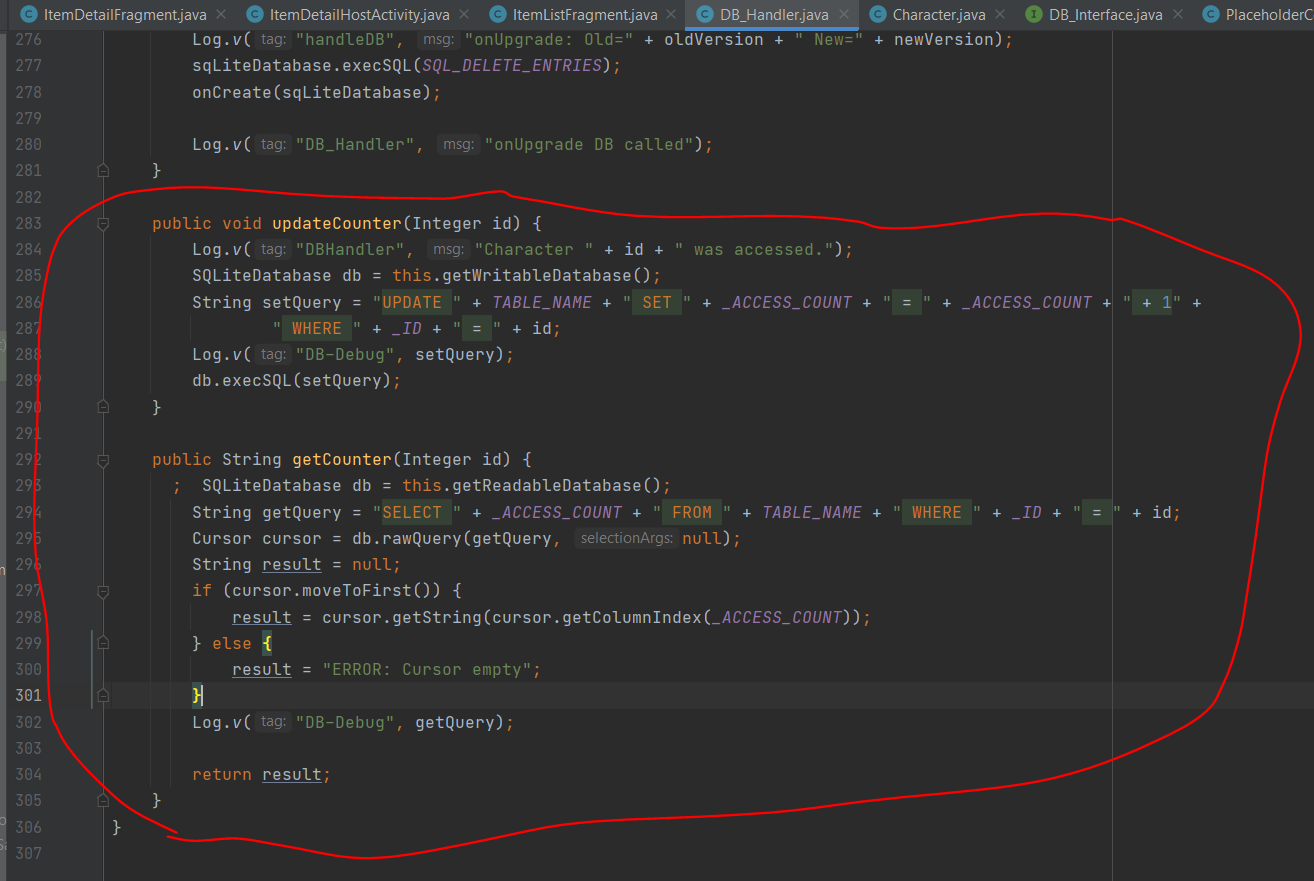 ItemDetailFragment.java ItemDetailHostActivity.java ItemListFragment.java DB_Handler.java Character.java DB_Interface.java PlaceholderC
276 Log.v( tag: "handleDB", msg: "onUpgrade: Old=" + oldVersion + " New=" + newVersion);
277 sqLiteDatabase.execSQL(SQL_DELETE_ENTRIES);
278 onCreate(sqLiteDatabase);
279
280 Log.v( tag: "DB_Handler", msg: "onUpgrade DB called");
281 }
282
283 public void updateCounter(Integer id) {
284 Log.v( tag: "DBHandler", msg: "Character " + id + " was accessed.");
285 SQLiteDatabase db = this.getWritableDatabase();
286 String setQuery = "UPDATE " + TABLE_NAME + " SET " + _ACCESS_COUNT + " = " + _ACCESS_COUNT + " + 1" +
287 " WHERE " + _ID + " = " + id;
288 Log.v( tag: "DB-Debug", setQuery);
289 db.execSQL(setQuery);
290 }
291
292 public String getCounter(Integer id) {
293 ; SQLiteDatabase db = this.getReadableDatabase();
294 String getQuery = "SELECT " + _ACCESS_COUNT + " FROM " + TABLE_NAME + " WHERE " + _ID + " = " + id;
295 Cursor cursor = db.rawQuery(getQuery, selectionArgs: null);
296 String result = null;
297 if (cursor.moveToFirst()) {
298 result = cursor.getString(cursor.getColumnIndex(_ACCESS_COUNT));
299 } else {
300 result = "ERROR: Cursor empty";
301 }
302 Log.v( tag: "DB-Debug", getQuery);
303
304 return result;
305 }
306 }
307